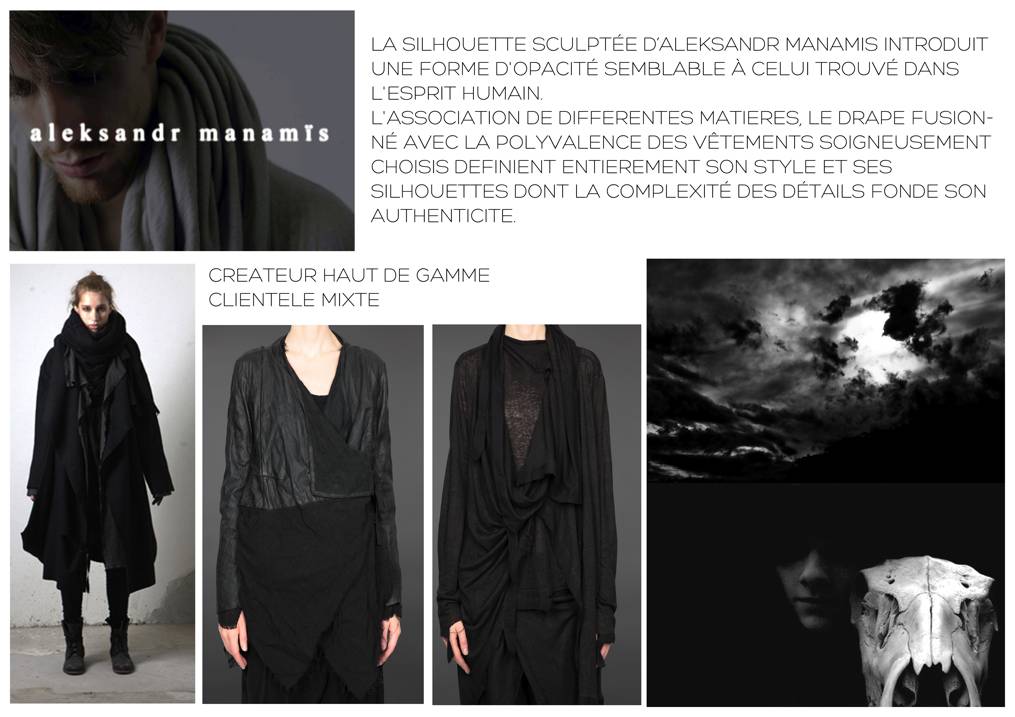 aleksandr manamïs
LA SILHOUETTE SCULPTÉE D'ALEKSANDR MANAMIS INTRODUIT
UNE FORME D'OPACITÉ SEMBLABLE À CELUI TROUVÉ DANS
L'ESPRIT HUMAIN.
L'ASSOCIATION DE DIFFERENTES MATIERES, LE DRAPE FUSION-
NÉ AVEC LA POLYVALENCE DES VÊTEMENTS SOIGNEUSEMENT
CHOISIS DEFINIENT ENTIEREMENT SON STYLE ET SES
SILHOUETTES DONT LA COMPLEXITÉ DES DÉTAILS FONDE SON
AUTHENTICITE.
CREATEUR HAUT DE GAMME
CLIENTELE MIXTE